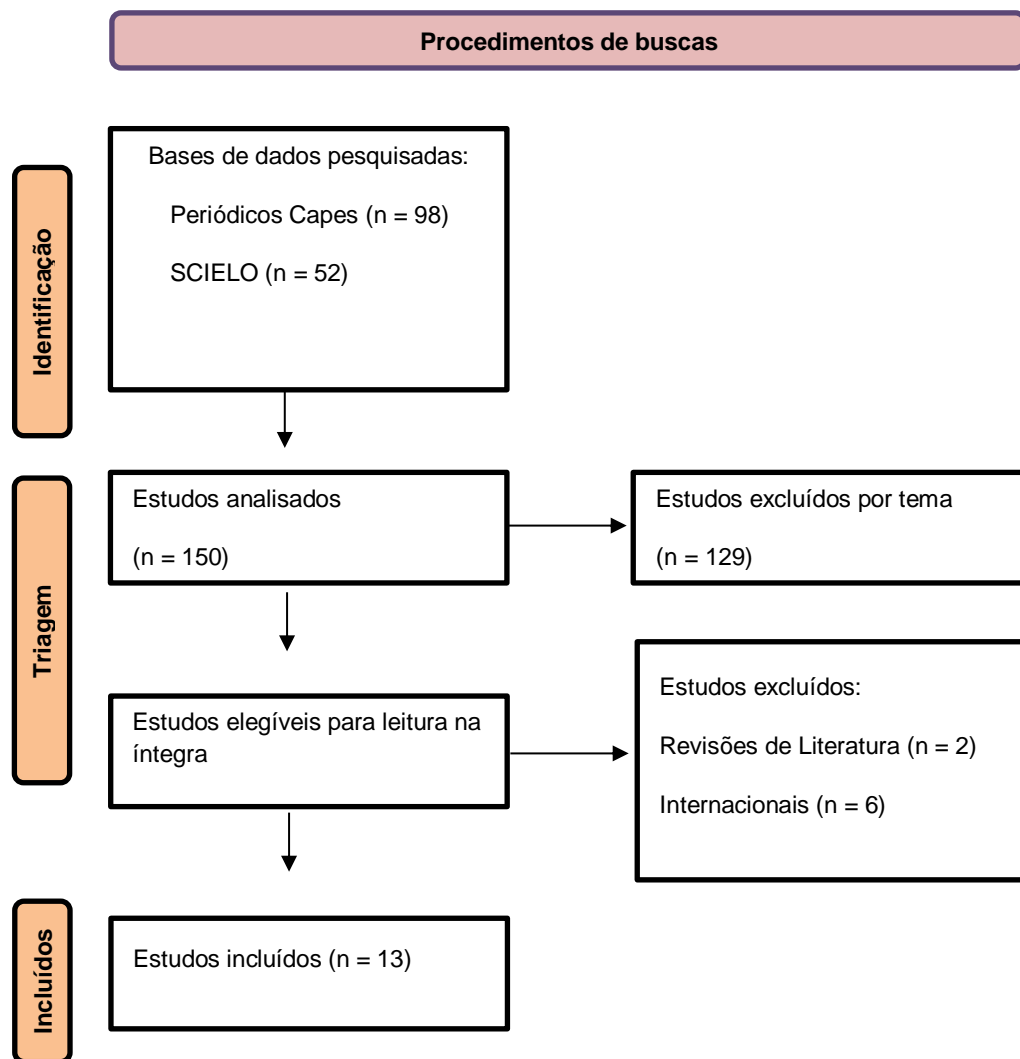 Procedimentos de buscas
Identificação
Bases de dados pesquisadas:
Periódicos Capes (n = 98)
SCIELO (n = 52)
Triagem
Estudos analisados
(n = 150)
Estudos excluídos por tema
(n = 129)
Estudos elegíveis para leitura na
íntegra
Estudos excluídos:
Revisões de Literatura (n = 2)
Internacionais (n = 6)
Incluídos
Estudos incluídos (n = 13)